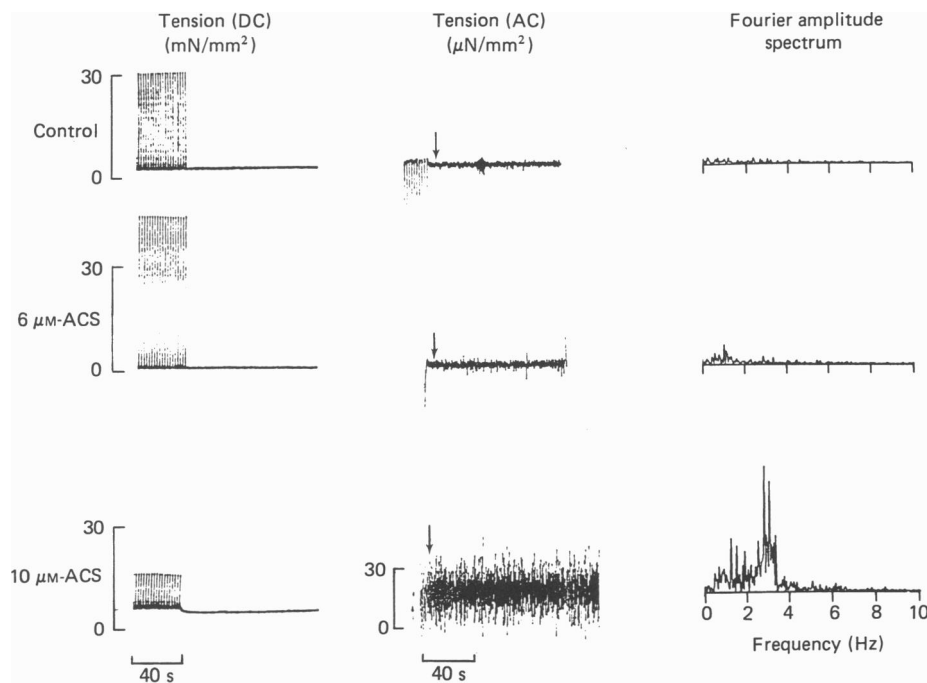 Tension (DC)
(mN/mm²)
Tension (AC)
(μN/mm²)
Fourier amplitude
spectrum
30
Control
0
30
6 μM-ACS
0
30
10 μM-ACS
0
30
0
0 2 4 6 8 10
Frequency (Hz)
40 s
40 s